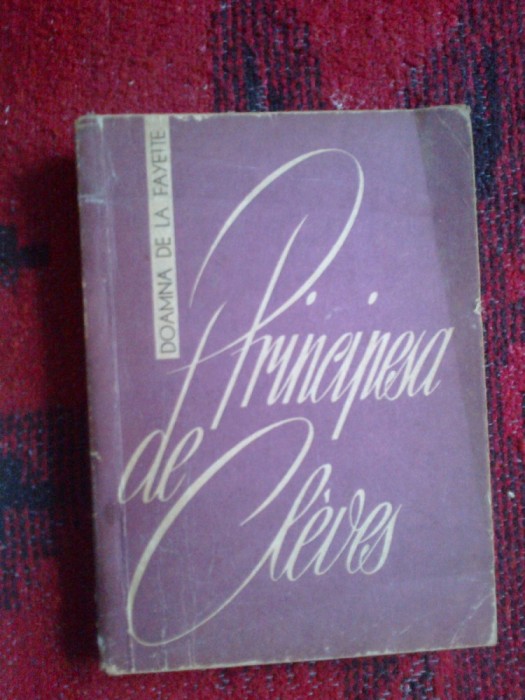 DOAMNA DE LA FAYETTE
Principesa
de Clèves